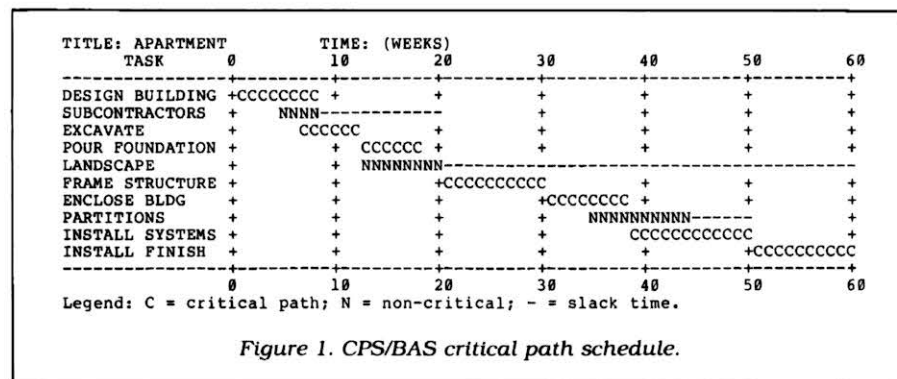 TITLE: APARTMENT TIME: (WEEKS)
TASK 0 10 20 30 40 50 60
---------------+---------+---------+---------+---------+---------+---------+
DESIGN BUILDING +CCCCCCCC + + + + + +
SUBCONTRACTORS + NNNN------------ + + + +
EXCAVATE + CCCCCC + + + + +
POUR FOUNDATION + + CCCCCC + + + + +
LANDSCAPE + + NNNNNNNN----------------------------------------
FRAME STRUCTURE + + +CCCCCCCCCC + + +
ENCLOSE BLDG + + + +CCCCCCCC + + +
PARTITIONS + + + + NNNNNNNNNN------ +
INSTALL SYSTEMS + + + + CCCCCCCCCCCC +
INSTALL FINISH + + + + + +CCCCCCCCCC
---------------+---------+---------+---------+---------+---------+---------+
0 10 20 30 40 50 60
Legend: C = critical path; N = non-critical; - = slack time.
Figure 1. CPS/BAS critical path schedule.